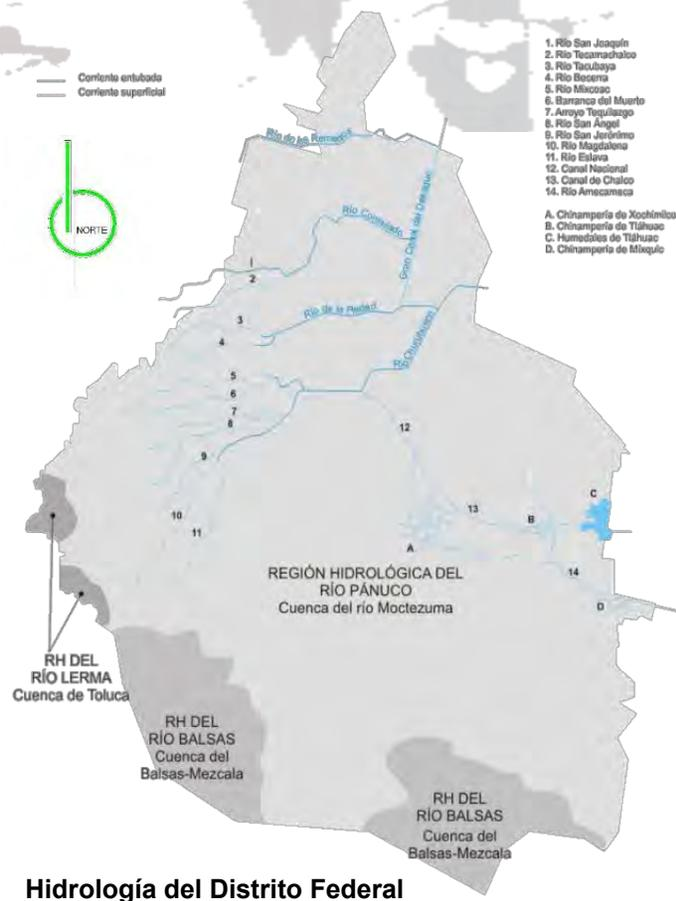 Corriente entubada
Corriente superficial
NORTE
1. Río San Joaquín
2. Río Tecamachalco
3. Río Tacubaya
4. Río Becerra
5. Río Mixcoac
6. Barranca del Muerto
7. Arroyo Tequilazgo
8. Río San Ángel
9. Río San Jerónimo
10. Río Magdalena
11. Río Eslava
12. Canal Nacional
13. Canal de Chalco
14. Río Amecameca
A. Chinampería de Xochimilco
B. Chinampería de Tláhuac
C. Humedales de Tláhuac
D. Chinampería de Mixquic
Río de los Remedios
Río Consulado
Gran Canal del Desagüe
Río de la Piedad
Río Churubusco
1
2
3
4
5
6
7
8
9
10
11
12
13
14
A
B
C
D
REGIÓN HIDROLÓGICA DEL
RÍO PÁNUCO
Cuenca del río Moctezuma
RH DEL
RÍO LERMA
Cuenca de Toluca
RH DEL
RÍO BALSAS
Cuenca del
Balsas-Mezcala
RH DEL
RÍO BALSAS
Cuenca del
Balsas-Mezcala
Hidrología del Distrito Federal